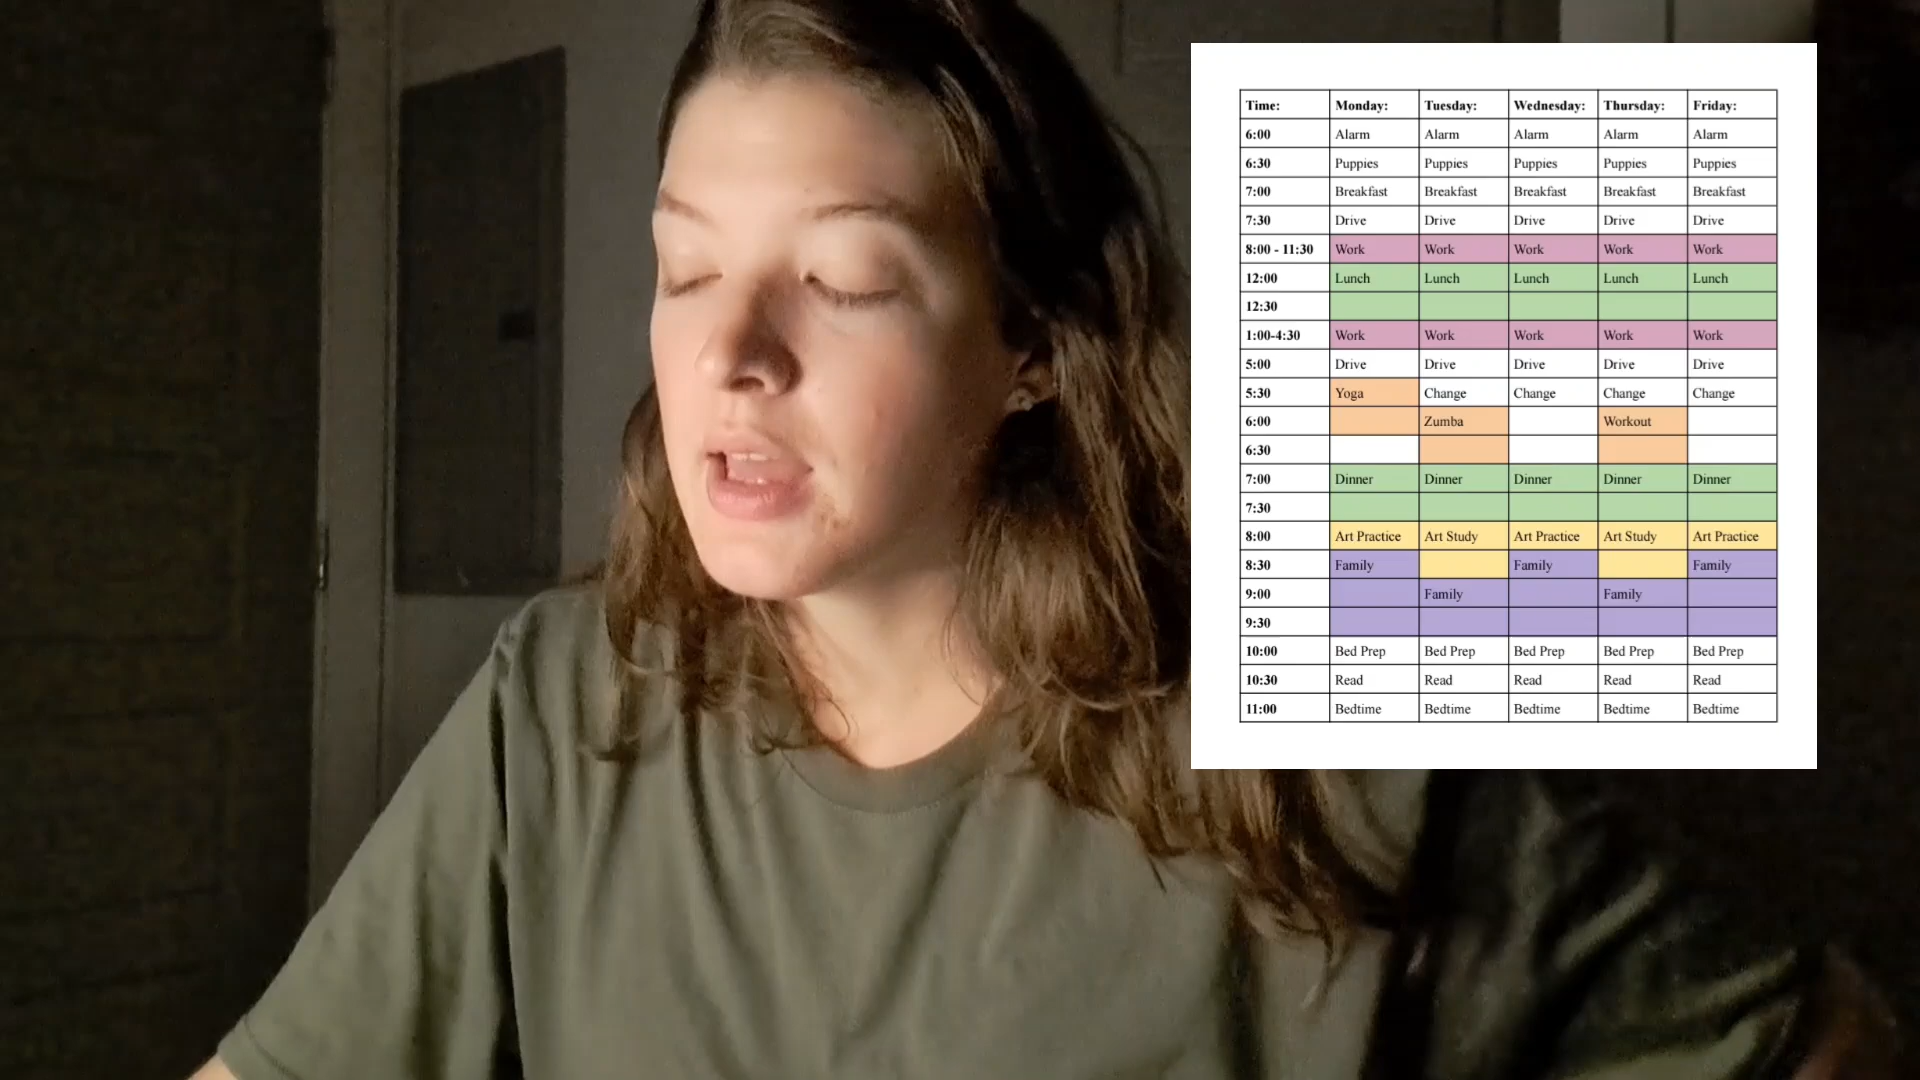 Time: Monday: Tuesday: Wednesday: Thursday: Friday:
6:00 Alarm Alarm Alarm Alarm Alarm
6:30 Puppies Puppies Puppies Puppies Puppies
7:00 Breakfast Breakfast Breakfast Breakfast Breakfast
7:30 Drive Drive Drive Drive Drive
8:00 - 11:30 Work Work Work Work Work
12:00 Lunch Lunch Lunch Lunch Lunch
12:30
1:00-4:30 Work Work Work Work Work
5:00 Drive Drive Drive Drive Drive
5:30 Yoga Change Change Change Change
6:00 Zumba Workout
6:30
7:00 Dinner Dinner Dinner Dinner Dinner
7:30
8:00 Art Practice Art Study Art Practice Art Study Art Practice
8:30 Family Family Family
9:00 Family Family
9:30
10:00 Bed Prep Bed Prep Bed Prep Bed Prep Bed Prep
10:30 Read Read Read Read Read
11:00 Bedtime Bedtime Bedtime Bedtime Bedtime